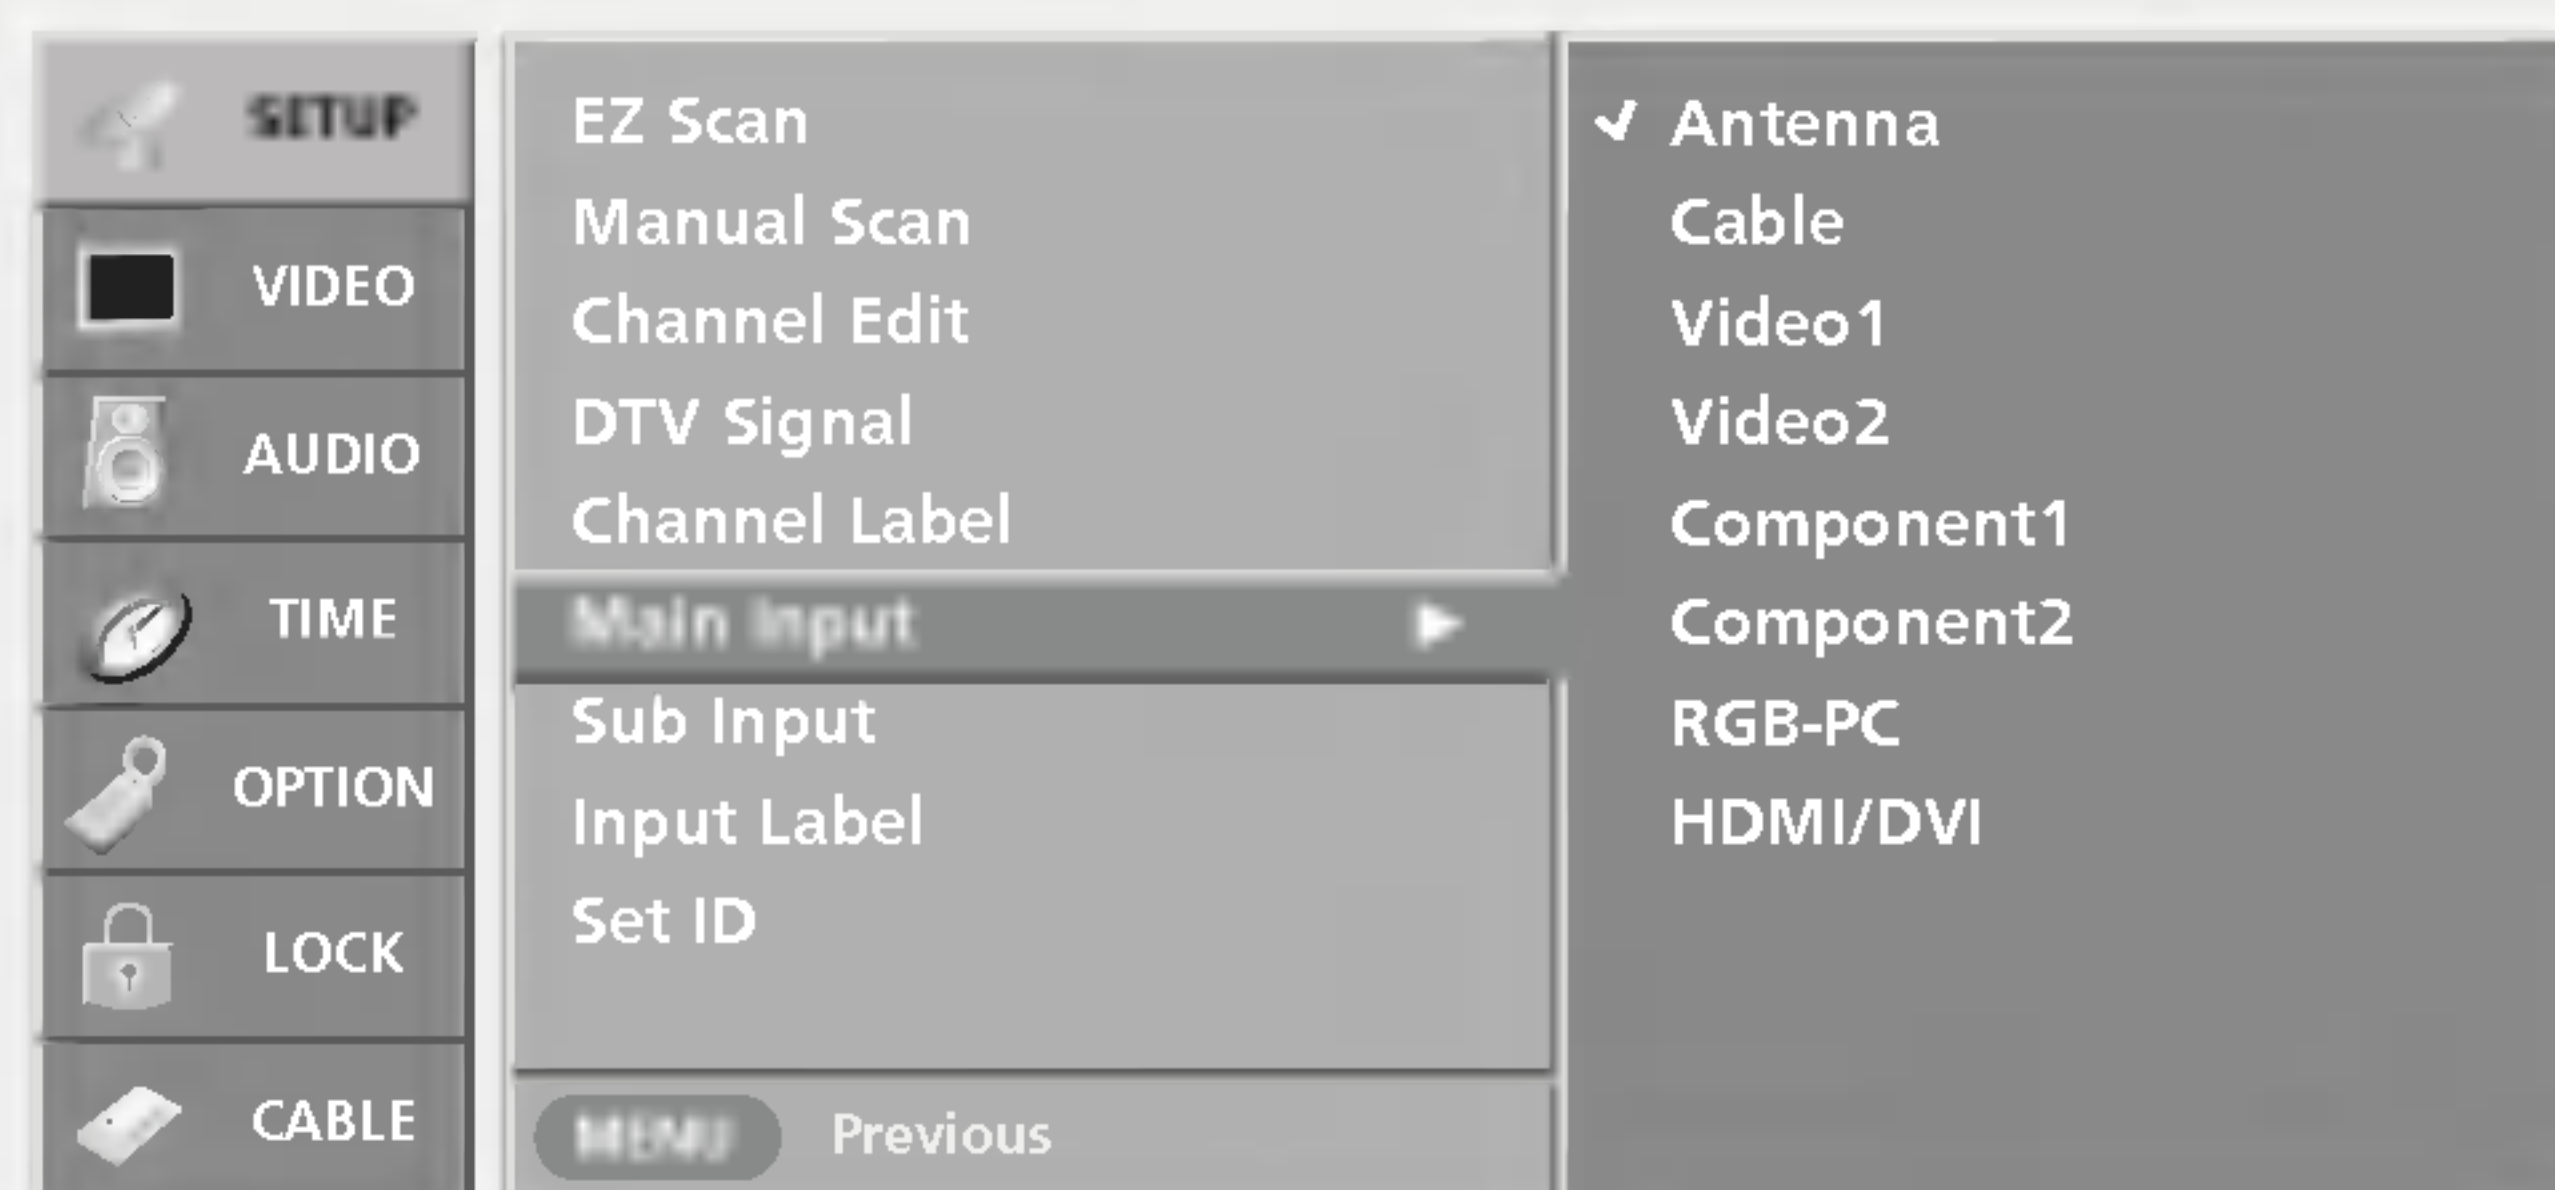 SETUP
VIDEO
AUDIO
TIME
OPTION
LOCK
CABLE
EZ Scan
Manual Scan
Channel Edit
DTV Signal
Channel Label
Main Input
Sub Input
Input Label
Set ID
MENU Previous
Antenna
Cable
Video1
Video2
Component1
Component2
RGB-PC
HDMI/DVI